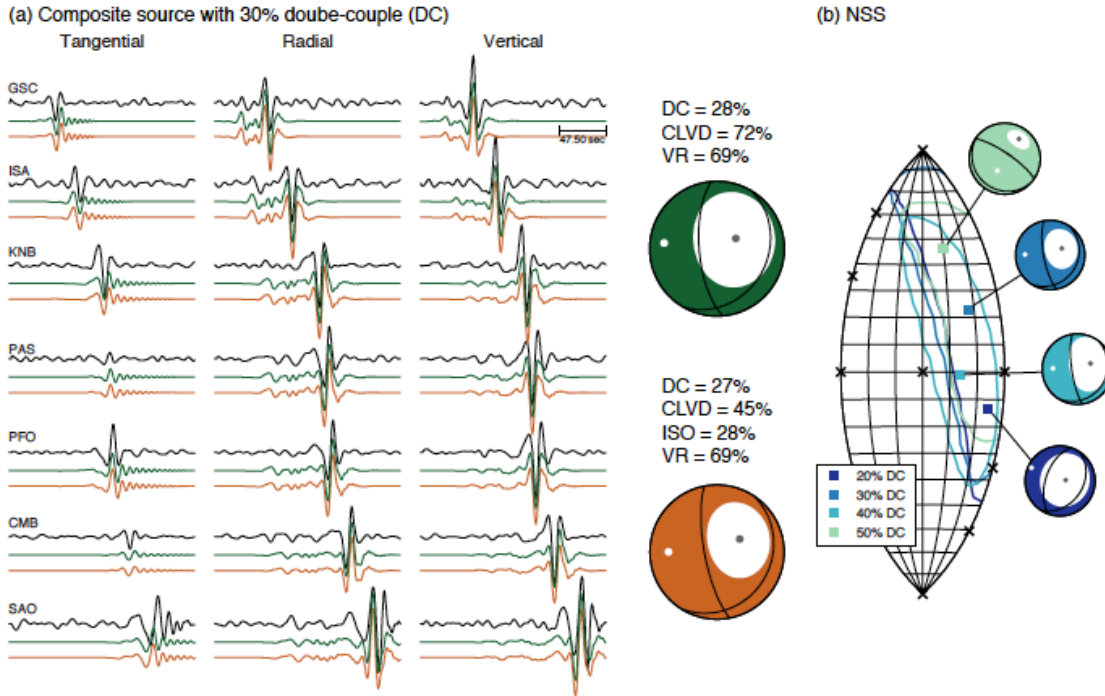 (a) Composite source with 30% doube-couple (DC)
Tangential Radial Vertical
GSC
47.50 sec
ISA
KNB
PAS
PFO
CMB
SAO
DC = 28%
CLVD = 72%
VR = 69%
DC = 27%
CLVD = 45%
ISO = 28%
VR = 69%
(b) NSS
20% DC
30% DC
40% DC
50% DC